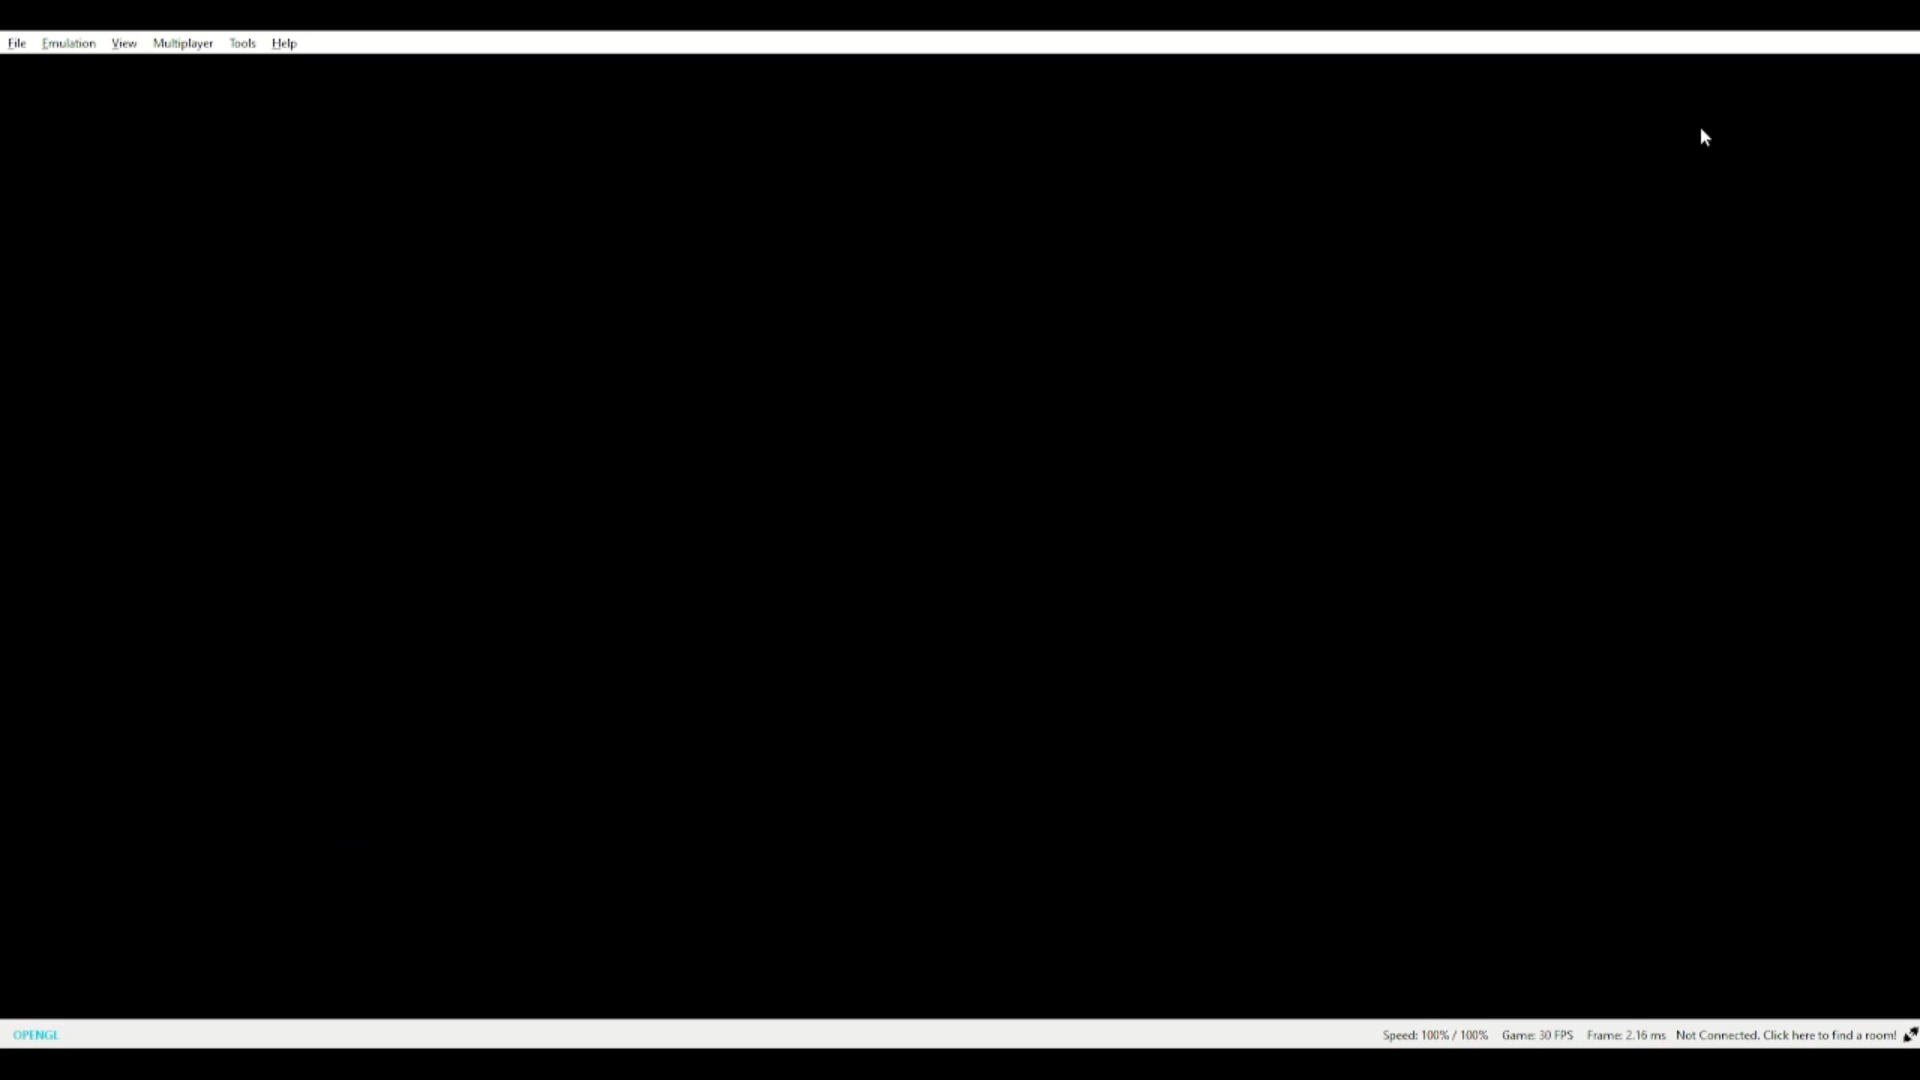 File Emulation View Multiplayer Tools Help
OPENGL Speed: 100% / 100% Game: 30 FPS Frame: 2.16 ms Not Connected. Click here to find a room!